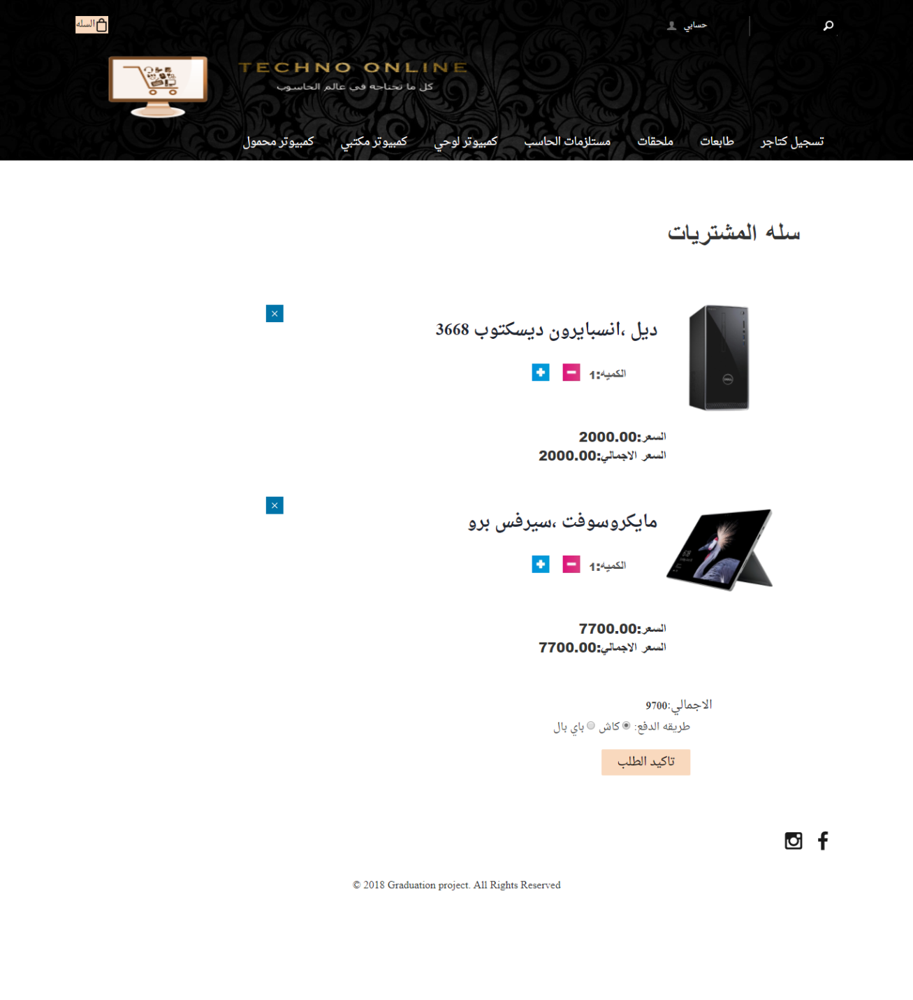 حسابي
السله
TECHNO ONLINE
كل ما تحتاجه في عالم الحاسوب
تسجيل كتاجر طابعات ملحقات مستلزمات الحاسب كمبيوتر لوحي كمبيوتر مكتبي كمبيوتر محمول
سله المشتريات
×
ديل ،انسبايرون ديسكتوب 3668
الكميه:1
DELL
السعر:2000.00
السعر الاجمالي:2000.00
×
مايكروسوفت ،سيرفس برو
الكميه:1
السعر:7700.00
السعر الاجمالي:7700.00
الاجمالي:9700
طريقه الدفع: كاش باي بال
تاكيد الطلب
© 2018 Graduation project. All Rights Reserved